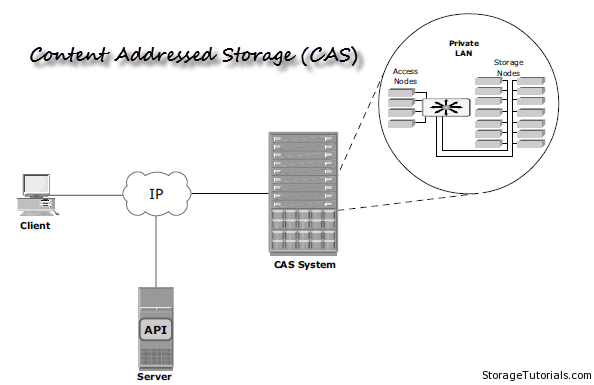 Content Addressed Storage (CAS)
Private
LAN
Access
Nodes
Storage
Nodes
IP
Client
CAS System
API
Server
StorageTutorials.com